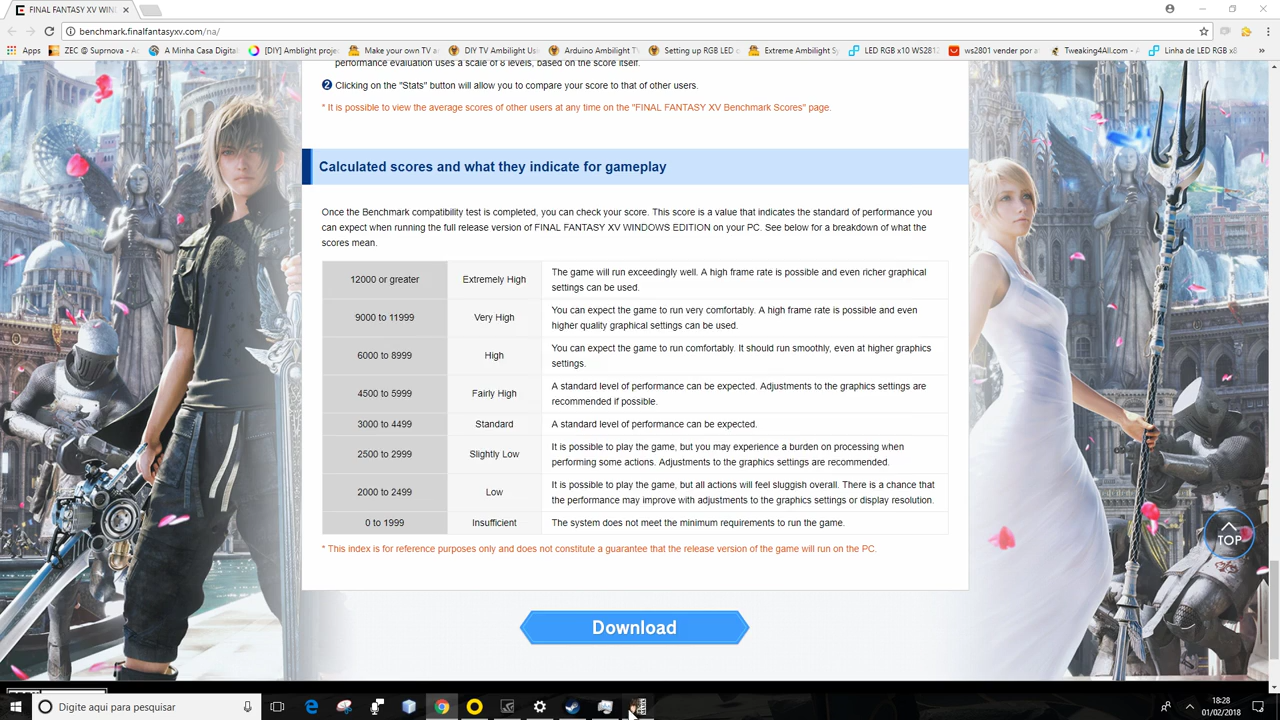 FINAL FANTASY XV WIN
benchmark.finalfantasyxv.com/na/
Apps
ZEC @ Suprnova - A
A Minha Casa Digital
[DIY] Amblight proje
Make your own TV a
DIY TV Ambilight Us
Arduino Ambilight T
Setting up RGB LED c
Extreme Ambilight S
LED RGB x10 WS281
ws2801 vender por a
Tweaking4All.com - A
Linha de LED RGB x8
performance evaluation uses a scale of 8 levels, based on the score itself.
2 Clicking on the "Stats" button will allow you to compare your score to that of other users.
* It is possible to view the average scores of other users at any time on the "FINAL FANTASY XV Benchmark Scores" page.
Calculated scores and what they indicate for gameplay
Once the Benchmark compatibility test is completed, you can check your score. This score is a value that indicates the standard of performance you
can expect when running the full release version of FINAL FANTASY XV WINDOWS EDITION on your PC. See below for a breakdown of what the
scores mean.
12000 or greater Extremely High The game will run exceedingly well. A high frame rate is possible and even richer graphical
settings can be used.
9000 to 11999 Very High You can expect the game to run very comfortably. A high frame rate is possible and even
higher quality graphical settings can be used.
6000 to 8999 High You can expect the game to run comfortably. It should run smoothly, even at higher graphics
settings.
4500 to 5999 Fairly High A standard level of performance can be expected. Adjustments to the graphics settings are
recommended if possible.
3000 to 4499 Standard A standard level of performance can be expected.
2500 to 2999 Slightly Low It is possible to play the game, but you may experience a burden on processing when
performing some actions. Adjustments to the graphics settings are recommended.
2000 to 2499 Low It is possible to play the game, but all actions will feel sluggish overall. There is a chance that
the performance may improve with adjustments to the graphics settings or display resolution.
0 to 1999 Insufficient The system does not meet the minimum requirements to run the game.
* This index is for reference purposes only and does not constitute a guarantee that the release version of the game will run on the PC.
TOP
Download
Digite aqui para pesquisar
18:28
01/02/2018